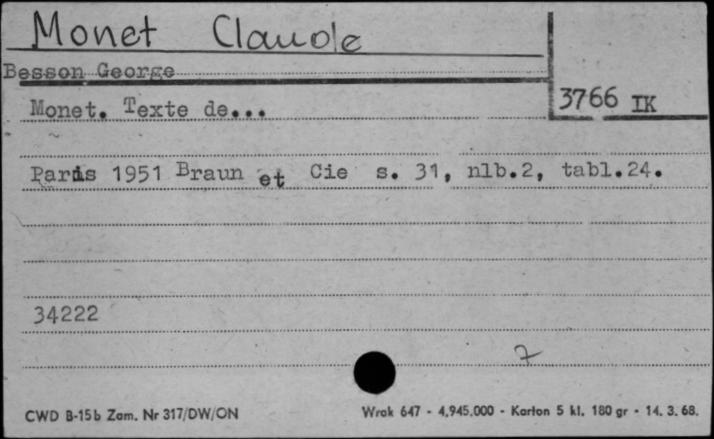 Monet Claude
Besson George
3766 IK
Monet. Texte de...
Paris 1951 Braun et Cie s. 31, nlb.2, tabl.24.
34222
7
CWD B-15b Zam. Nr 317/DW/ON Wrak 647 - 4,945.000 - Karton 5 kl. 180 gr - 14. 3. 68.